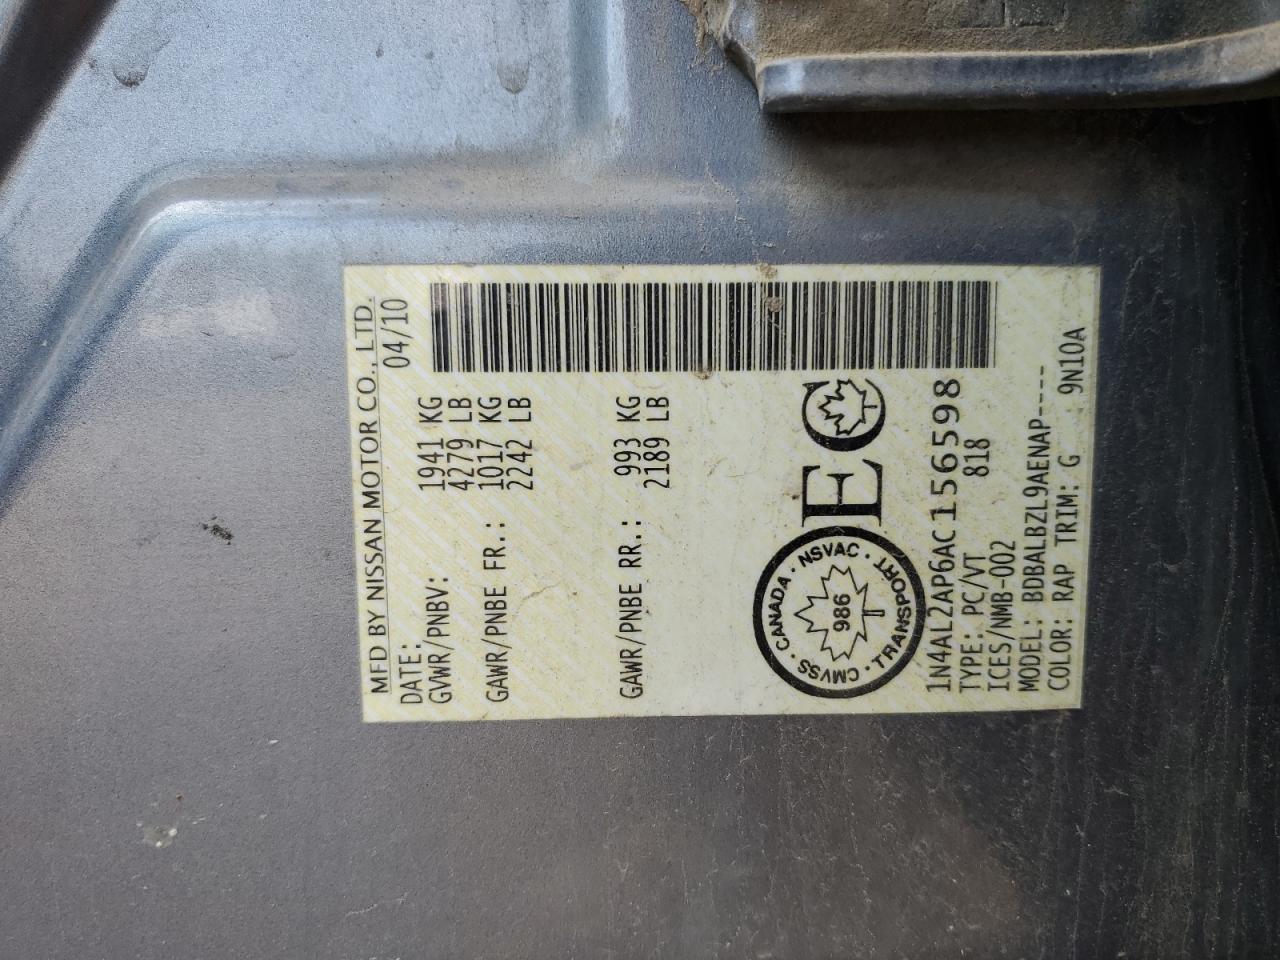 MFD BY NISSAN MOTOR CO., LTD.
DATE: 04/10
GVWR/PNBV: 1941 KG
4279 LB
GAWR/PNBE FR.: 1017 KG
2242 LB
GAWR/PNBE RR.: 993 KG
2189 LB
CANADA · NSVAC · TRANSPORT · CMVSS ·
986
EC
1N4AL2AP6AC156598
TYPE: PC/VT 818
ICES/NMB-002
MODEL: BDBALBZL9AENAP----
COLOR: RAP TRIM: G 9N10A